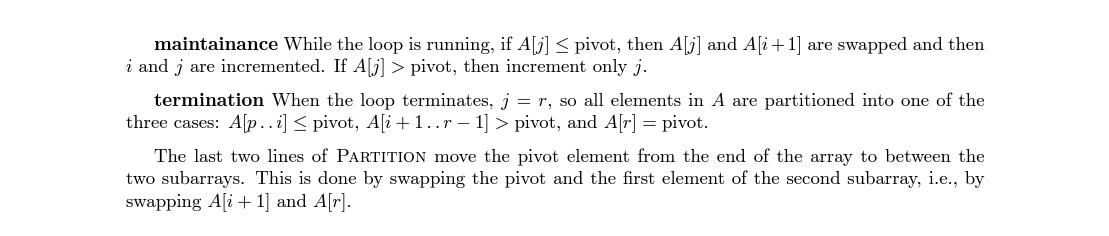 maintainance While the loop is running, if A[j] ≤ pivot, then A[j] and A[i+1] are swapped and then
i and j are incremented. If A[j] > pivot, then increment only j.
termination When the loop terminates, j = r, so all elements in A are partitioned into one of the
three cases: A[p . . i] ≤ pivot, A[i + 1 . . r − 1] > pivot, and A[r] = pivot.
The last two lines of PARTITION move the pivot element from the end of the array to between the
two subarrays. This is done by swapping the pivot and the first element of the second subarray, i.e., by
swapping A[i + 1] and A[r].